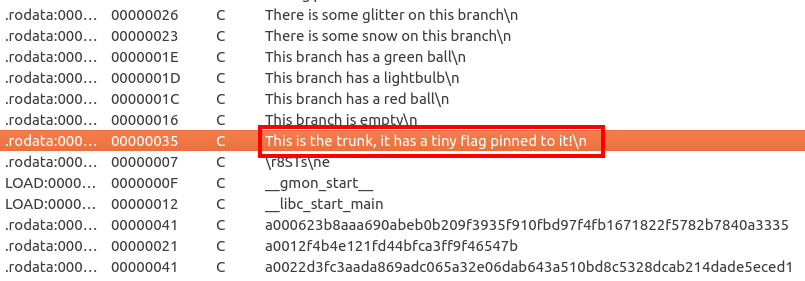 .rodata:000... 00000026 C There is some glitter on this branch\n
.rodata:000... 00000023 C There is some snow on this branch\n
.rodata:000... 0000001E C This branch has a green ball\n
.rodata:000... 0000001D C This branch has a lightbulb\n
.rodata:000... 0000001C C This branch has a red ball\n
.rodata:000... 00000016 C This branch is empty\n
.rodata:000... 00000035 C This is the trunk, it has a tiny flag pinned to it!\n
.rodata:000... 00000007 C \r8STs\ne
LOAD:0000... 0000000F C __gmon_start__
LOAD:0000... 00000012 C __libc_start_main
.rodata:000... 00000041 C a000623b8aaa690abeb0b209f3935f910fbd97f4fb1671822f5782b7840a3335
.rodata:000... 00000021 C a0012f4b4e121fd44bfca3ff9f46547b
.rodata:000... 00000041 C a0022d3fc3aada869adc065a32e06dab643a510bd8c5328dcab214dade5eced1